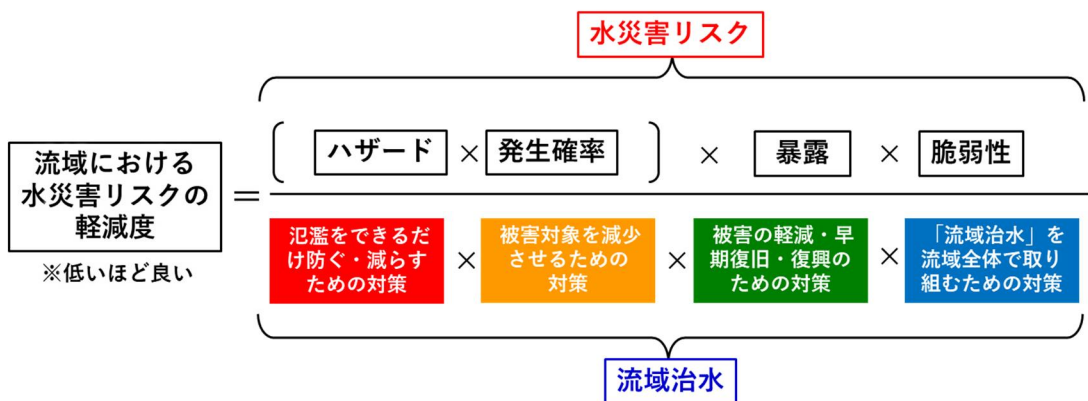 水災害リスク
流域における
水災害リスクの
軽減度
※低いほど良い
=
( ハザード × 発生確率 ) × 暴露 × 脆弱性
氾濫をできるだ
け防ぐ・減らす
ための対策
×
被害対象を減少
させるための
対策
×
被害の軽減・早
期復旧・復興の
ための対策
×
「流域治水」を
流域全体で取り
組むための対策
流域治水